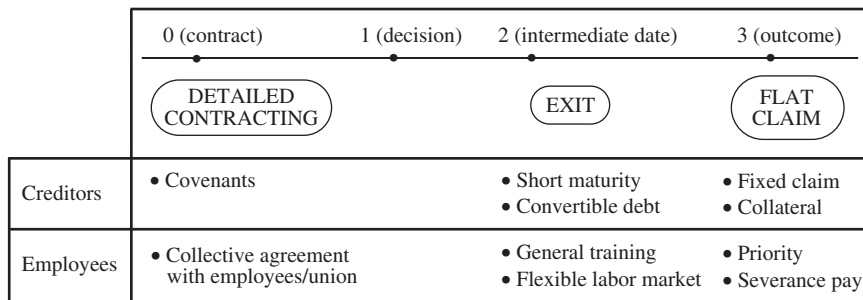 0 (contract) 1 (decision) 2 (intermediate date) 3 (outcome)
DETAILED
CONTRACTING
EXIT
FLAT
CLAIM
Creditors
• Covenants
• Short maturity
• Convertible debt
• Fixed claim
• Collateral
Employees
• Collective agreement
with employees/union
• General training
• Flexible labor market
• Priority
• Severance pay